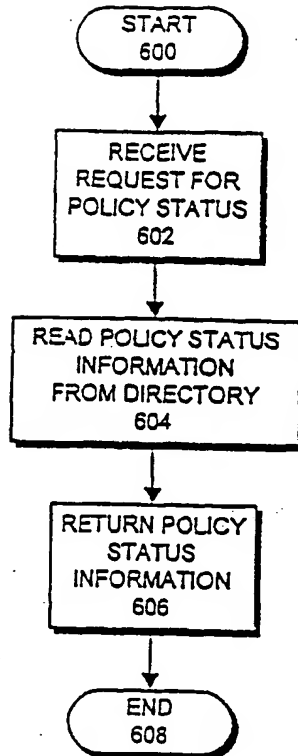 START
600
RECEIVE
REQUEST FOR
POLICY STATUS
602
READ POLICY STATUS
INFORMATION
FROM DIRECTORY
604
RETURN POLICY
STATUS
INFORMATION
606
END
608